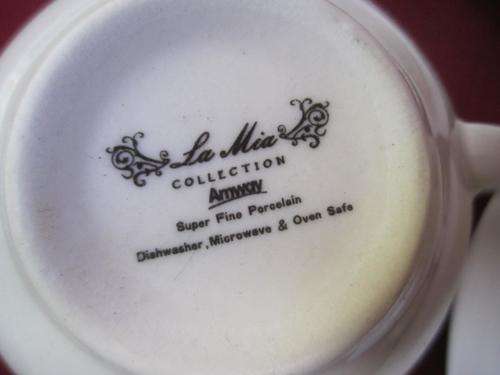 La Mia
COLLECTION
Amway
Super Fine Porcelain
Dishwasher, Microwave & Oven Safe